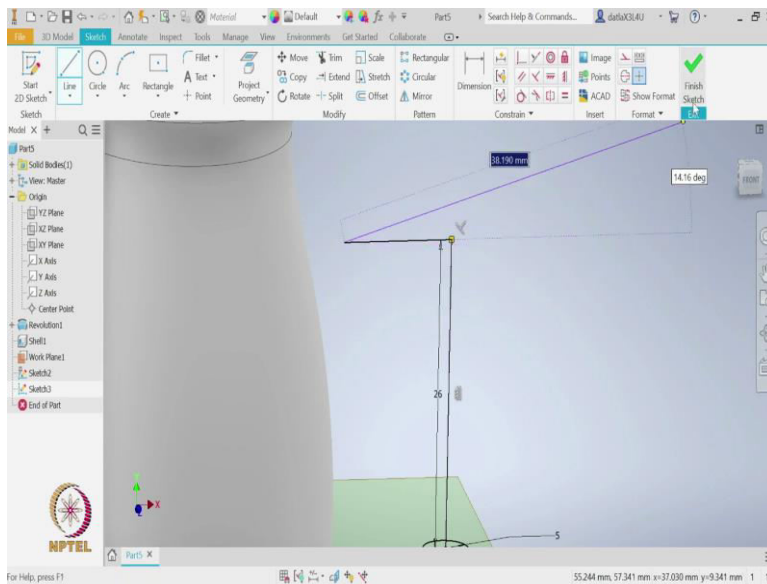 Material Default fx Part5 Search Help & Commands... datlaX3L4U
File 3D Model Sketch Annotate Inspect Tools Manage View Environments Get Started Collaborate
Start 2D Sketch Line Circle Arc Rectangle Fillet Text Point Project Geometry Move Trim Scale Rectangular Dimension Image Points ACAD Show Format Finish Sketch
Copy Extend Stretch Circular
Rotate Split Offset Mirror
Sketch Create Modify Pattern Constrain Insert Format
Model
Part5
Solid Bodies(1)
View: Master
Origin
YZ Plane
XZ Plane
XY Plane
X Axis
Y Axis
Z Axis
Center Point
Revolution1
Shell1
Work Plane1
Sketch2
Sketch3
End of Part
38.190 mm
14.16 deg
FRONT
26
5
X
NPTEL
Part5 X
For Help, press F1
55.244 mm, 57.341 mm x=37.030 mm y=9.341 mm 1